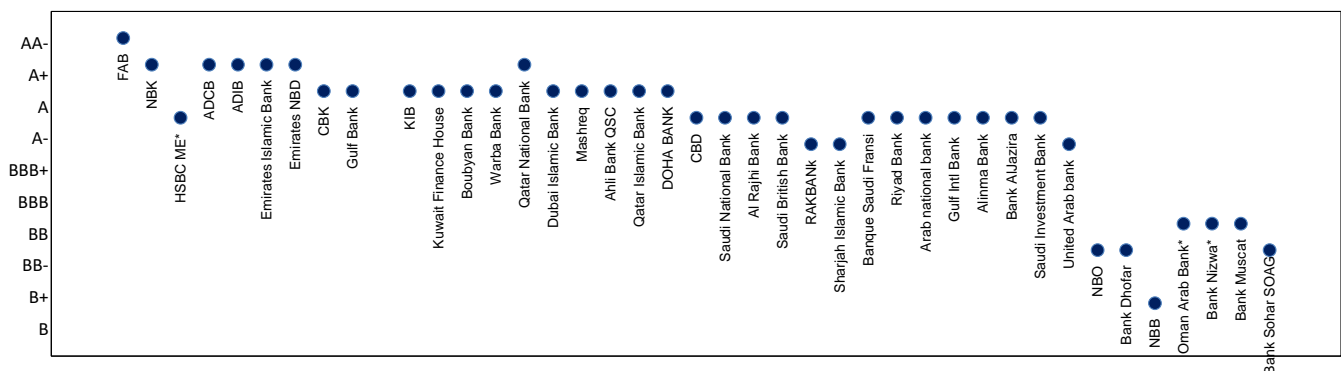 AA-
A+
A
A-
BBB+
BBB
BB
BB-
B+
B
FAB
NBK
HSBC ME*
ADCB
ADIB
Emirates Islamic Bank
Emirates NBD
CBK
Gulf Bank
KIB
Kuwait Finance House
Boubyan Bank
Warba Bank
Qatar National Bank
Dubai Islamic Bank
Mashreq
Ahli Bank QSC
Qatar Islamic Bank
DOHA BANK
CBD
Saudi National Bank
Al Rajhi Bank
Saudi British Bank
RAKBANk
Sharjah Islamic Bank
Banque Saudi Fransi
Riyad Bank
Arab national bank
Gulf Intl Bank
Alinma Bank
Bank AlJazira
Saudi Investment Bank
United Arab bank
NBO
Bank Dhofar
NBB
Oman Arab Bank*
Bank Nizwa*
Bank Muscat
Bank Sohar SOAG